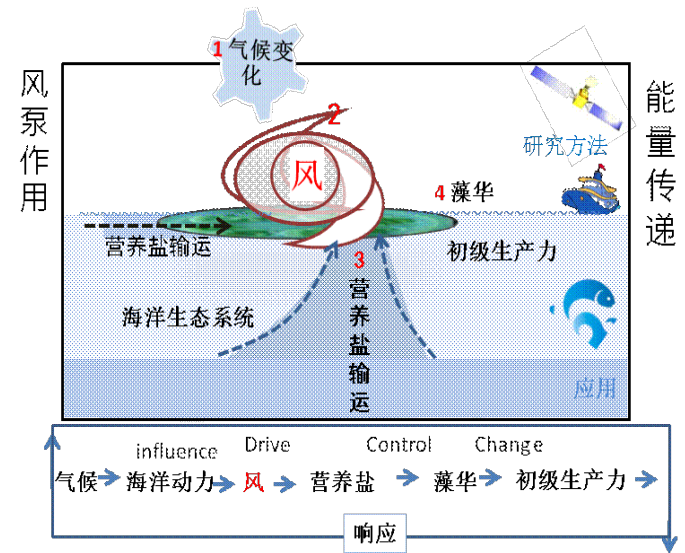 1 气候变
化
风泵作用
2
风
研究方法
能量传递
4 藻华
营养盐输运
初级生产力
3
营养盐输运
海洋生态系统
应用
influence Drive Control Change
气候 海洋动力 风 营养盐 藻华 初级生产力
响应